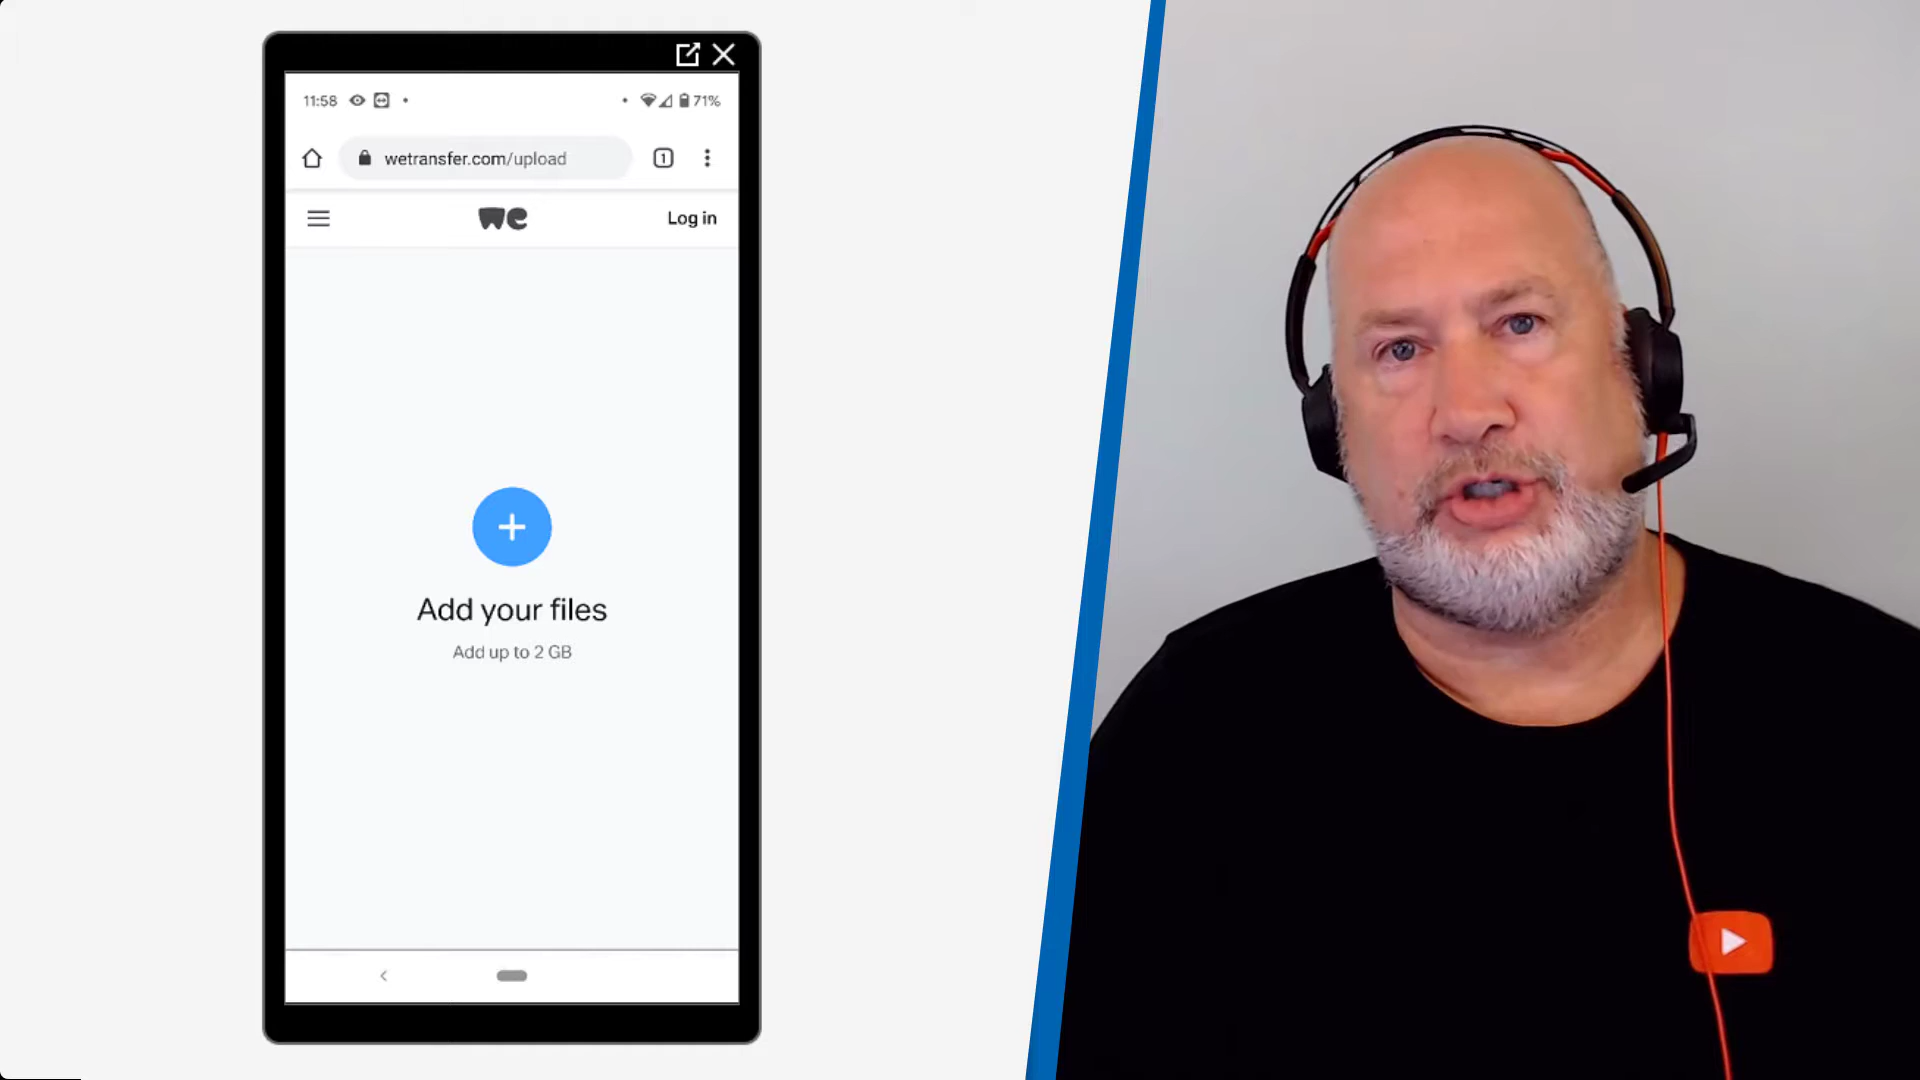 11:58
71%
wetransfer.com/upload
1
we
Log in
Add your files
Add up to 2 GB